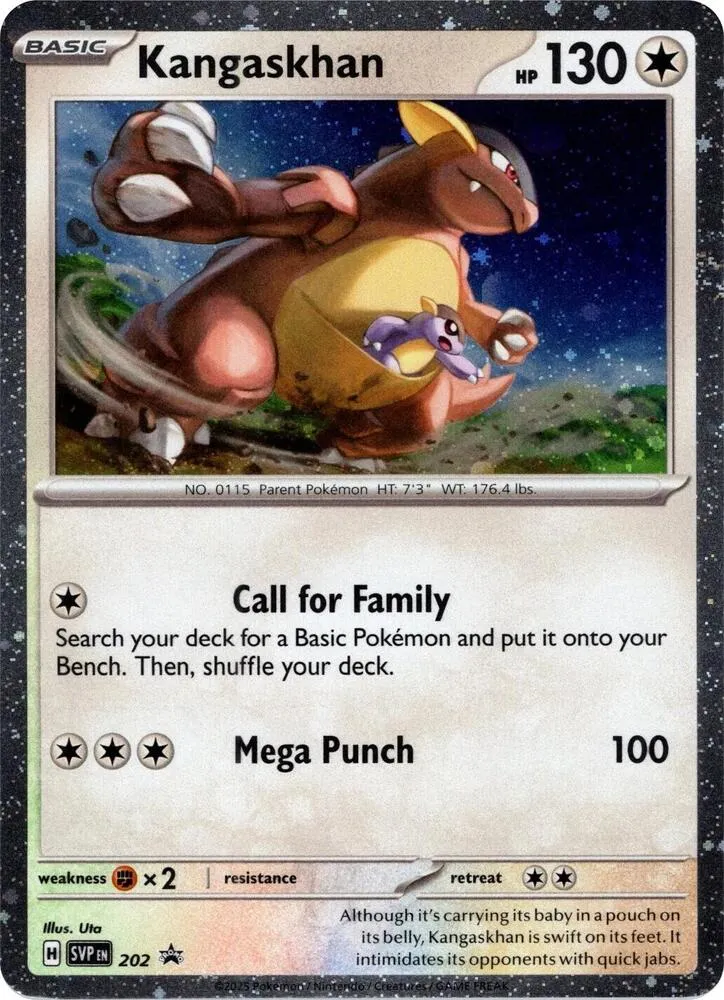 BASIC
Kangaskhan
HP 130
NO. 0115 Parent Pokémon HT: 7'3" WT: 176.4 lbs.
Call for Family
Search your deck for a Basic Pokémon and put it onto your
Bench. Then, shuffle your deck.
Mega Punch 100
weakness ×2 resistance retreat
Although it's carrying its baby in a pouch on
its belly, Kangaskhan is swift on its feet. It
intimidates its opponents with quick jabs.
Illus. Uta
H SVP EN 202
©2025 Pokémon / Nintendo / Creatures / GAME FREAK